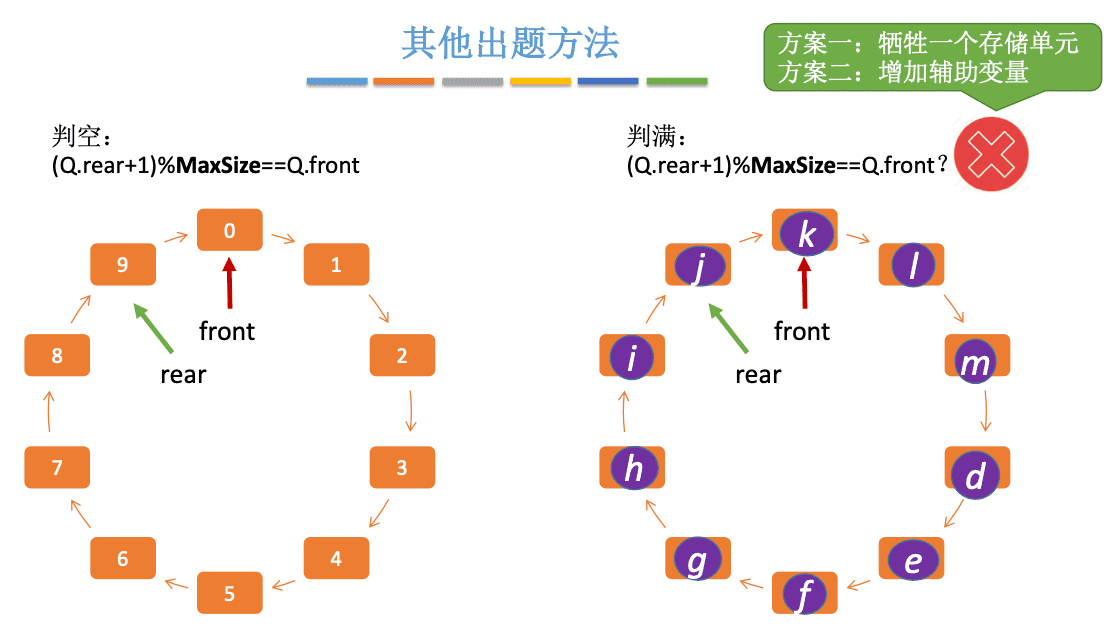 其他出题方法
方案一：牺牲一个存储单元
方案二：增加辅助变量
判空：
(Q.rear+1)%MaxSize==Q.front
0
1
2
3
4
5
6
7
8
9
front
rear
判满：
(Q.rear+1)%MaxSize==Q.front？
k
l
m
d
e
f
g
h
i
j
front
rear